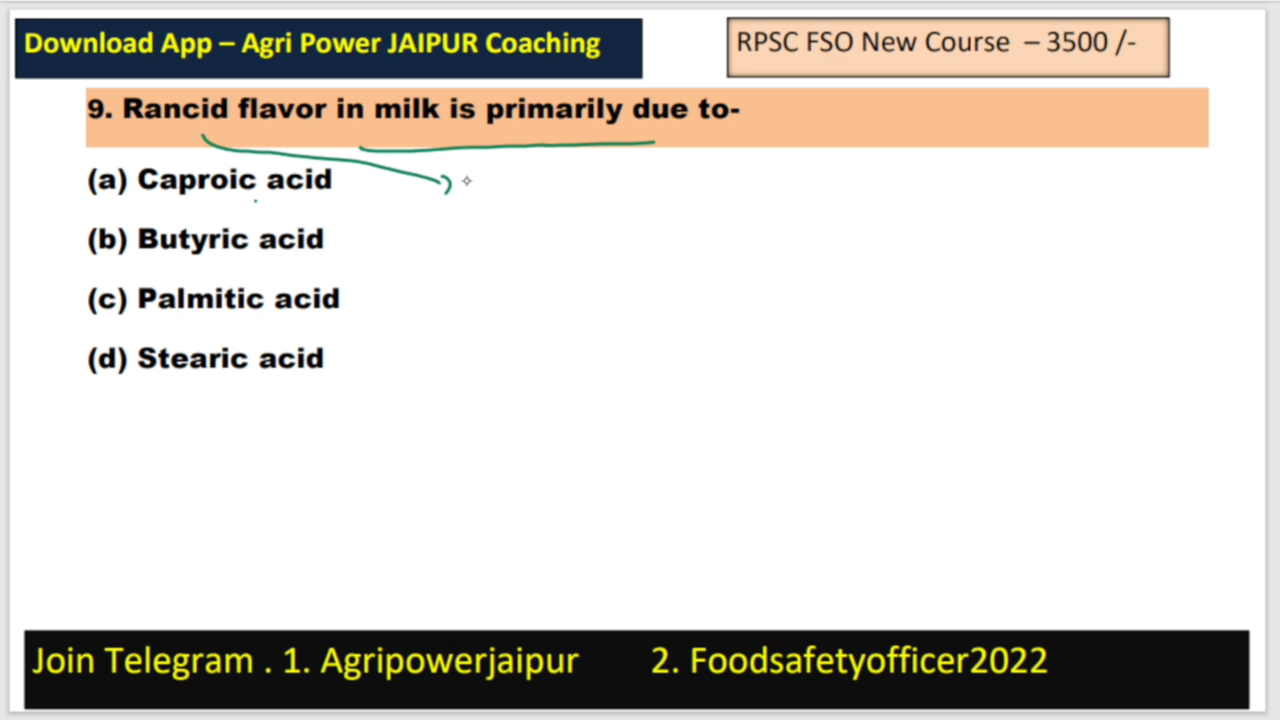 Download App – Agri Power JAIPUR Coaching
RPSC FSO New Course – 3500 /-
9. Rancid flavor in milk is primarily due to-
(a) Caproic acid
(b) Butyric acid
(c) Palmitic acid
(d) Stearic acid
Join Telegram . 1. Agripowerjaipur 2. Foodsafetyofficer2022